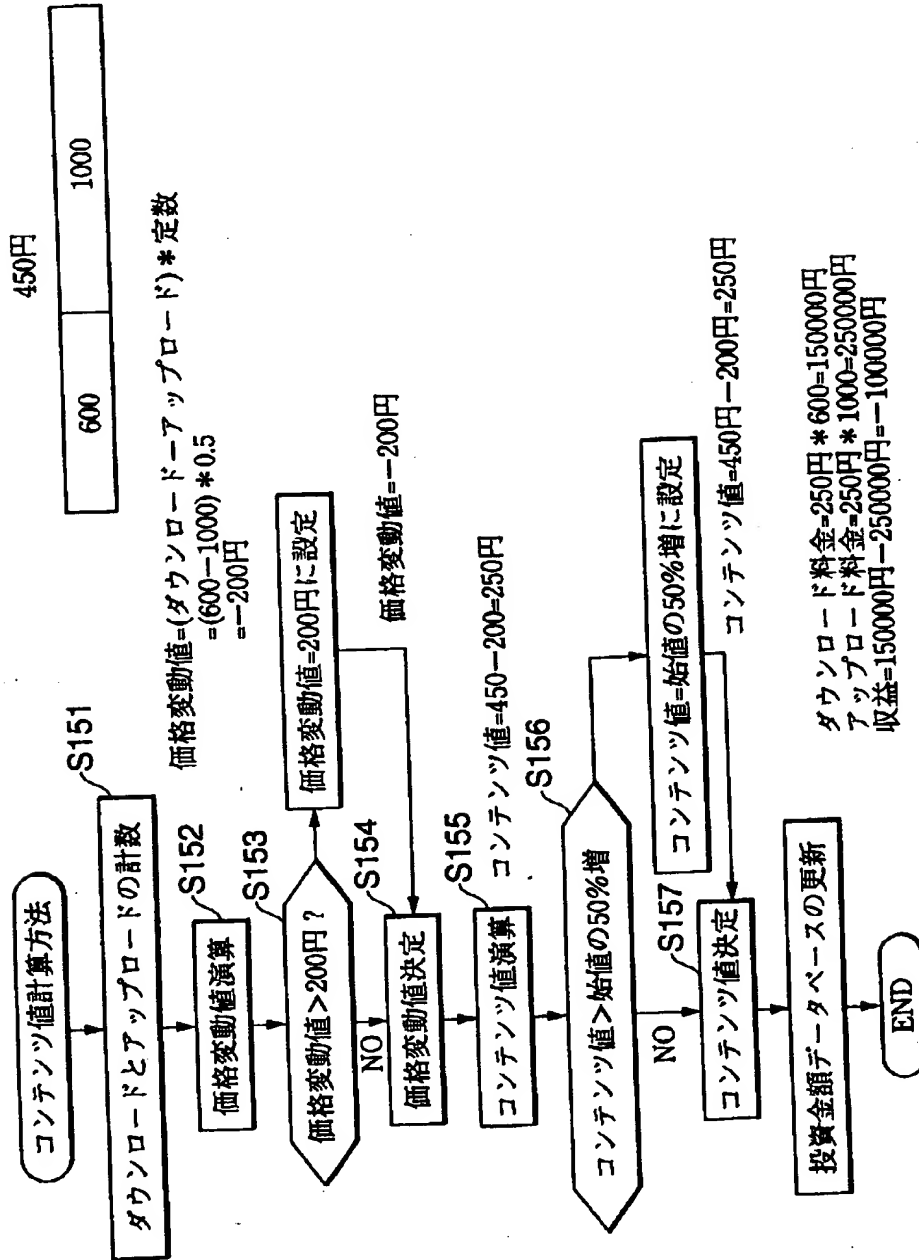 450円
600
1000
コンテンツ値計算方法
S151
ダウンロードとアップロードの計数
価格変動値=(ダウンロードーアップロード)*定数
=(600−1000)*0.5
=−200円
S152
価格変動値演算
S153
価格変動値>200円?
価格変動値=200円に設定
NO
S154
価格変動値決定
価格変動値=−200円
S155
コンテンツ値演算
コンテンツ値=450−200=250円
S156
コンテンツ値>始値の50%増
コンテンツ値=始値の50%増に設定
NO
S157
コンテンツ値決定
コンテンツ値=450円−200円=250円
投資金額データベースの更新
ダウンロード料金=250円*600=150000円
アップロード料金=250円*1000=250000円
収益=150000円−250000円=−100000円
END